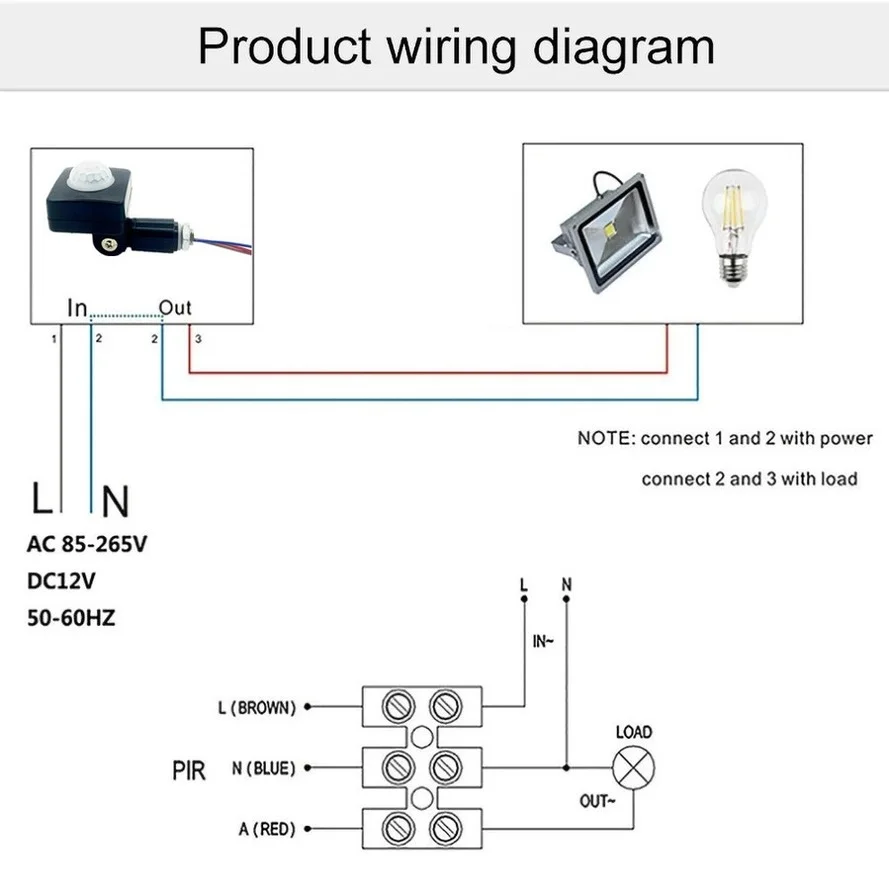 Product wiring diagram
In
Out
1
2
2
3
NOTE: connect 1 and 2 with power
connect 2 and 3 with load
L
N
AC 85-265V
DC12V
50-60HZ
L
N
IN~
L (BROWN)
LOAD
PIR
N (BLUE)
OUT~
A (RED)